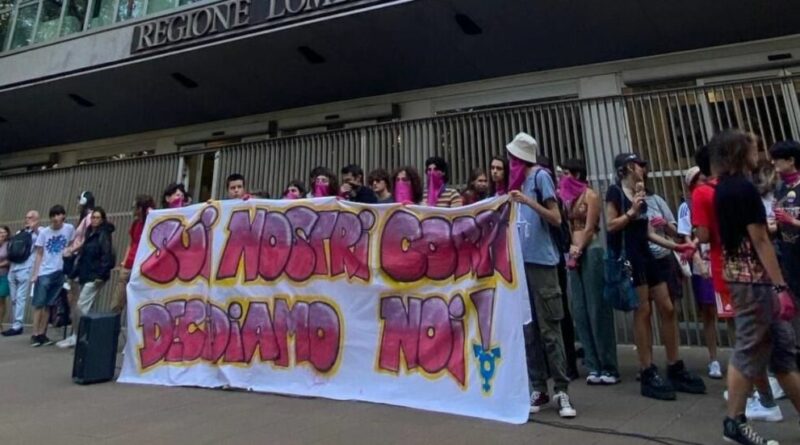 REGIONE LOM
SUi NOSTRI CORPI
DECIDIAMO NOI!